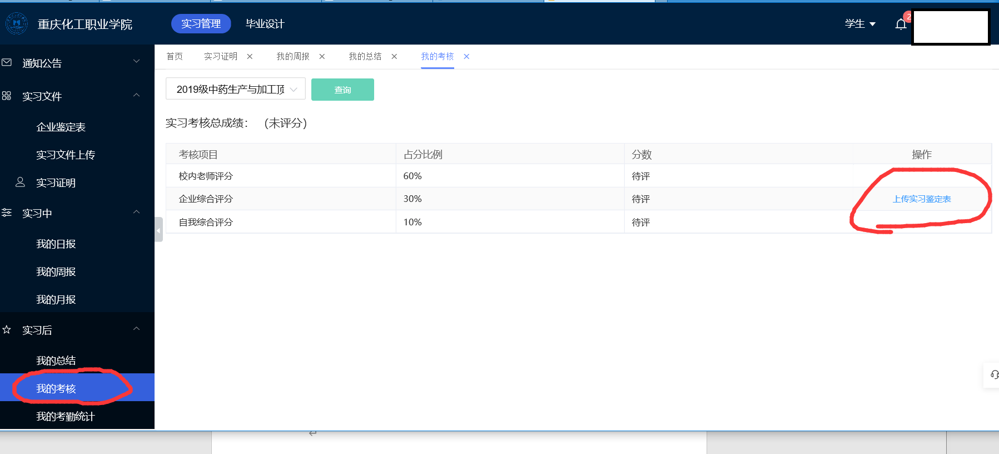 重庆化工职业学院
实习管理 毕业设计
学生
2
通知公告
实习文件
企业鉴定表
实习文件上传
实习证明
实习中
我的日报
我的周报
我的月报
实习后
我的总结
我的考核
我的考勤统计
首页 实习证明 我的周报 我的总结 我的考核
2019级中药生产与加工顶 查询
实习考核总成绩： （未评分）
考核项目 占分比例 分数 操作
校内老师评分 60% 待评
企业综合评分 30% 待评 上传实习鉴定表
自我综合评分 10% 待评